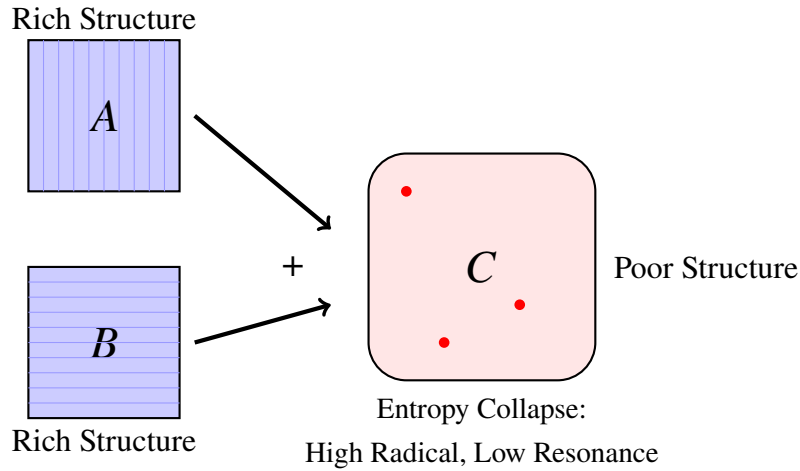 Rich Structure
A
+
C
Poor Structure
B
Rich Structure
Entropy Collapse:
High Radical, Low Resonance